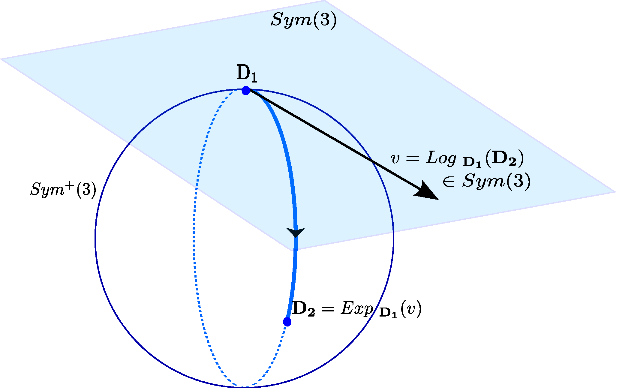 Sym(3)
D₁
v = Log D₁(D₂)
∈ Sym(3)
Sym⁺(3)
D₂ = Exp D₁(v)